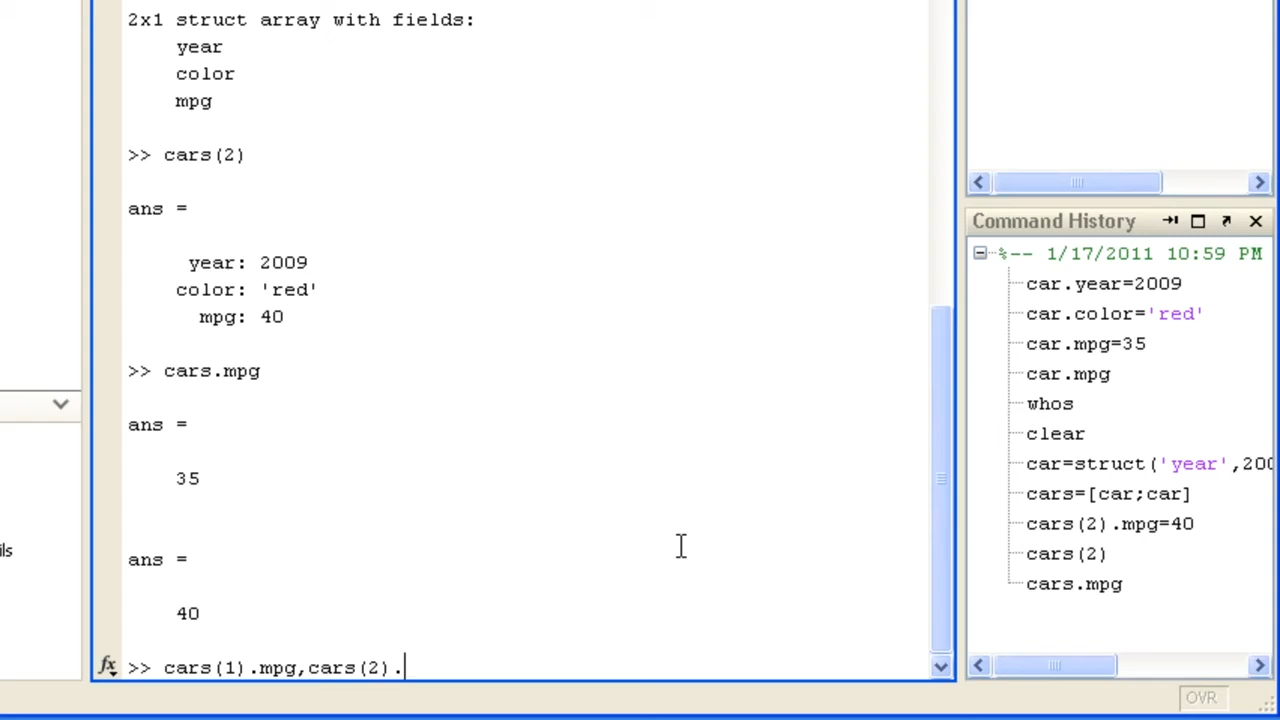 2x1 struct array with fields:
year
color
mpg
>> cars(2)
ans =
year: 2009
color: 'red'
mpg: 40
>> cars.mpg
ans =
35
ans =
40
fx >> cars(1).mpg,cars(2).
ils
Command History
%-- 1/17/2011 10:59 PM
car.year=2009
car.color='red'
car.mpg=35
car.mpg
whos
clear
car=struct('year',200
cars=[car;car]
cars(2).mpg=40
cars(2)
cars.mpg
OVR